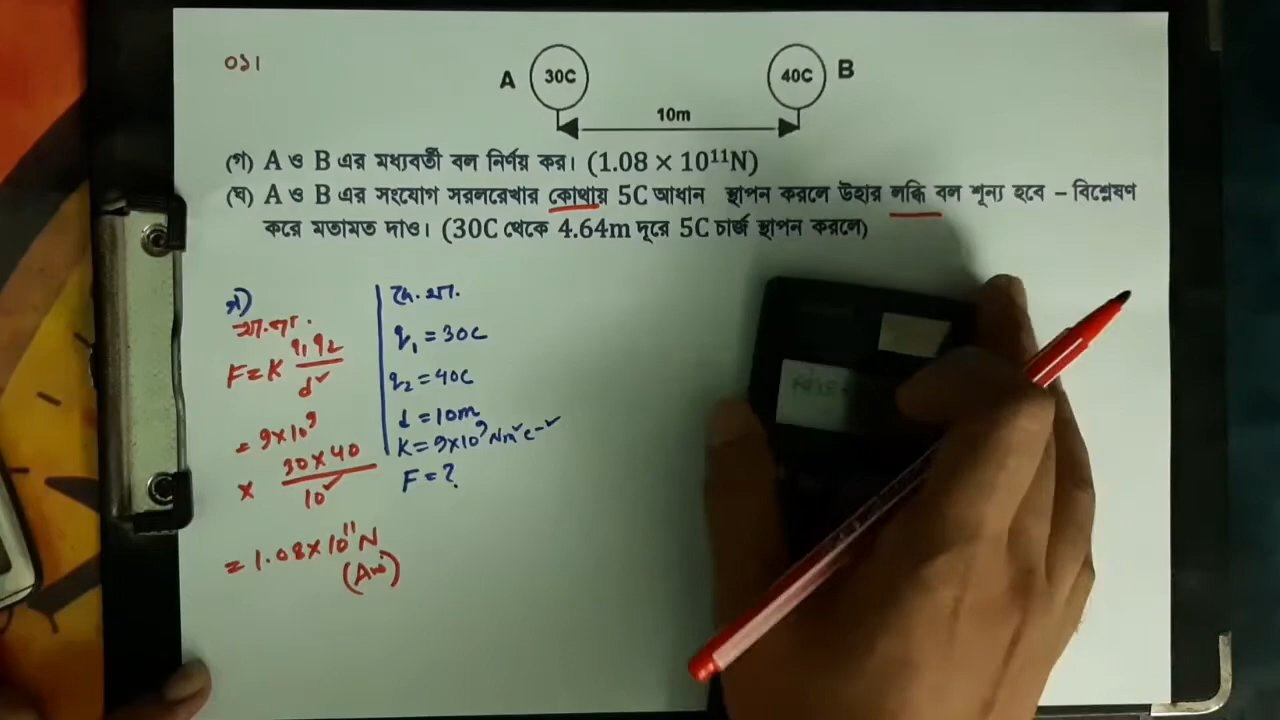 ০১।
A 30C 40C B
10m
(গ) A ও B এর মধ্যবর্তী বল নির্ণয় কর। (1.08 × 10¹¹N)
(ঘ) A ও B এর সংযোগ সরলরেখার কোথায় 5C আধান স্থাপন করলে উহার লব্ধি বল শূন্য হবে – বিশ্লেষণ
করে মতামত দাও। (30C থেকে 4.64m দূরে 5C চার্জ স্থাপন করলে)
গ)
আ. পা.
F = K q₁q₂ / d²
= 9×10⁹
× 30×40 / 10²
= 1.08×10¹¹ N
(Ans)
দে. আ.
q₁ = 30C
q₂ = 40C
d = 10m
K = 9×10⁹ Nm²C⁻²
F = ?